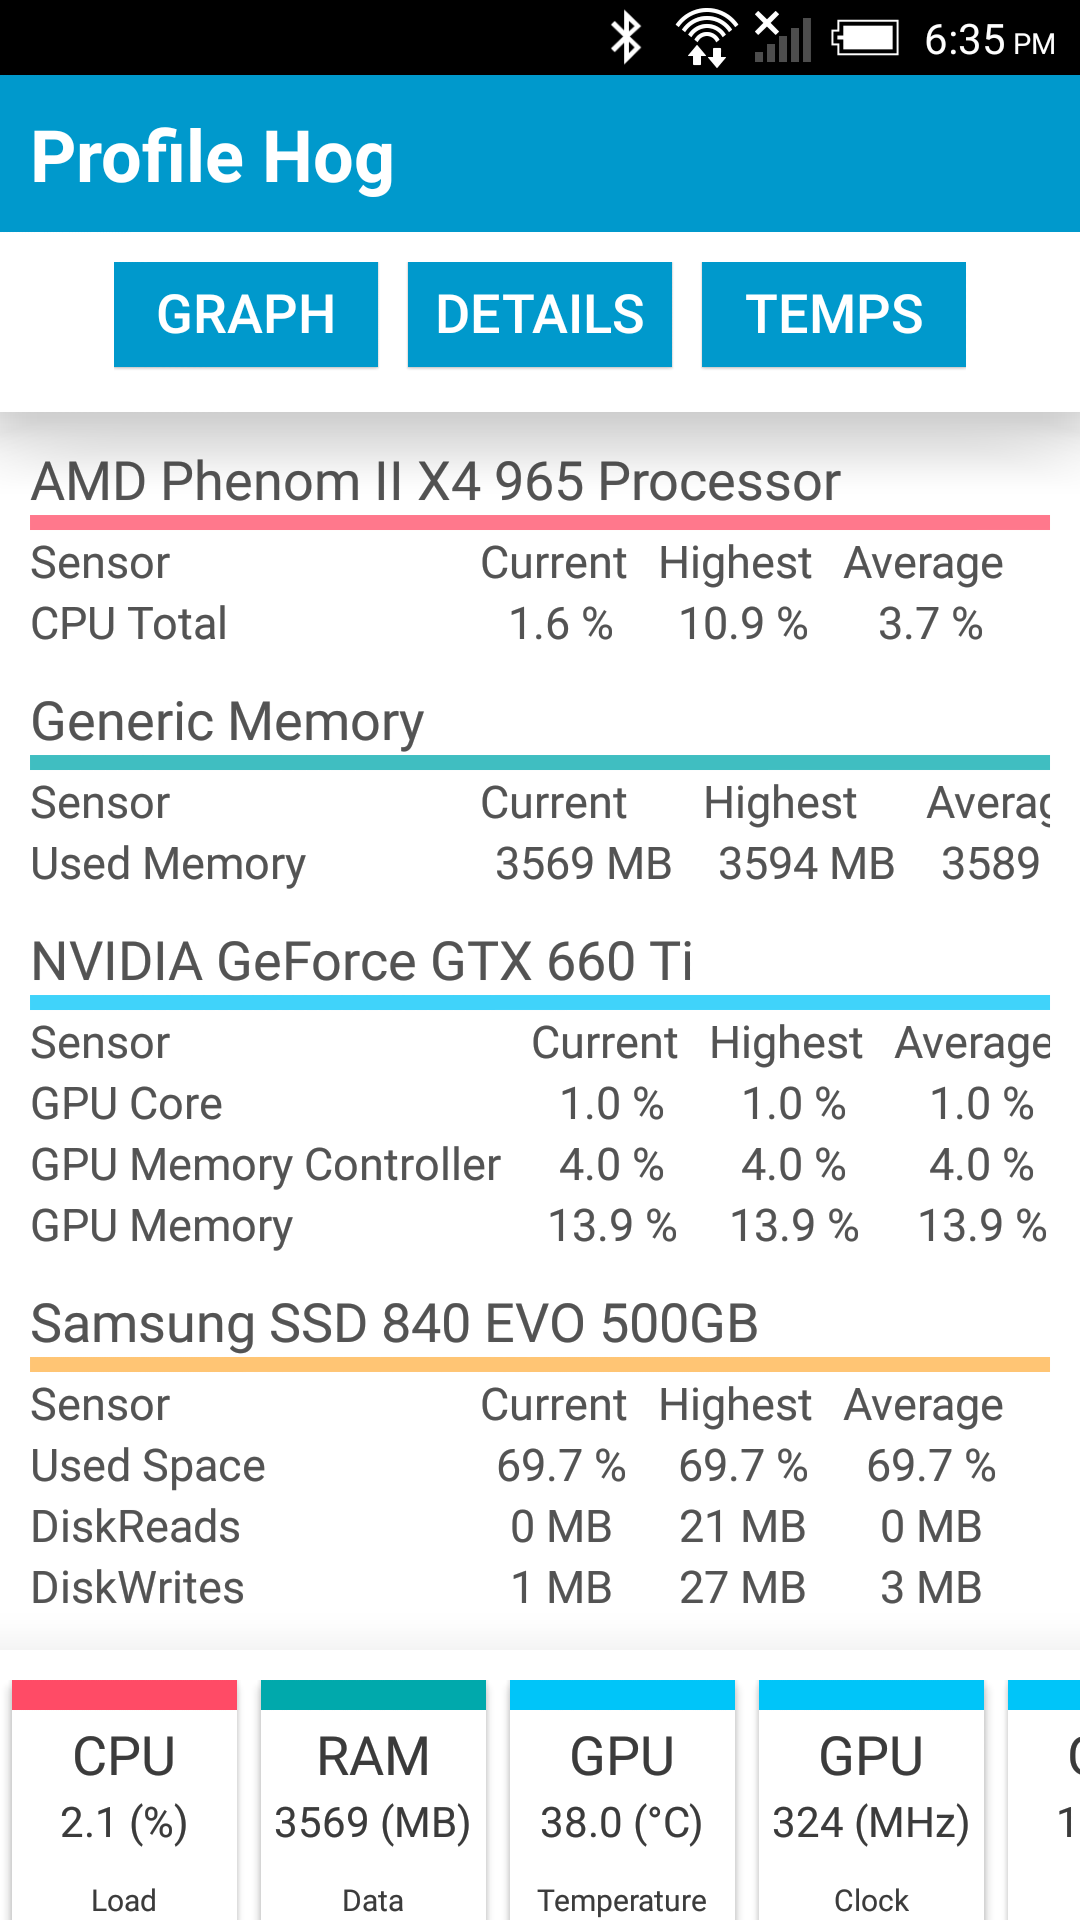 6:35 PM
Profile Hog
GRAPH DETAILS TEMPS
AMD Phenom II X4 965 Processor
Sensor Current Highest Average
CPU Total 1.6 % 10.9 % 3.7 %
Generic Memory
Sensor Current Highest Averag
Used Memory 3569 MB 3594 MB 3589
NVIDIA GeForce GTX 660 Ti
Sensor Current Highest Average
GPU Core 1.0 % 1.0 % 1.0 %
GPU Memory Controller 4.0 % 4.0 % 4.0 %
GPU Memory 13.9 % 13.9 % 13.9 %
Samsung SSD 840 EVO 500GB
Sensor Current Highest Average
Used Space 69.7 % 69.7 % 69.7 %
DiskReads 0 MB 21 MB 0 MB
DiskWrites 1 MB 27 MB 3 MB
CPU RAM GPU GPU
2.1 (%) 3569 (MB) 38.0 (°C) 324 (MHz) 1
Load Data Temperature Clock